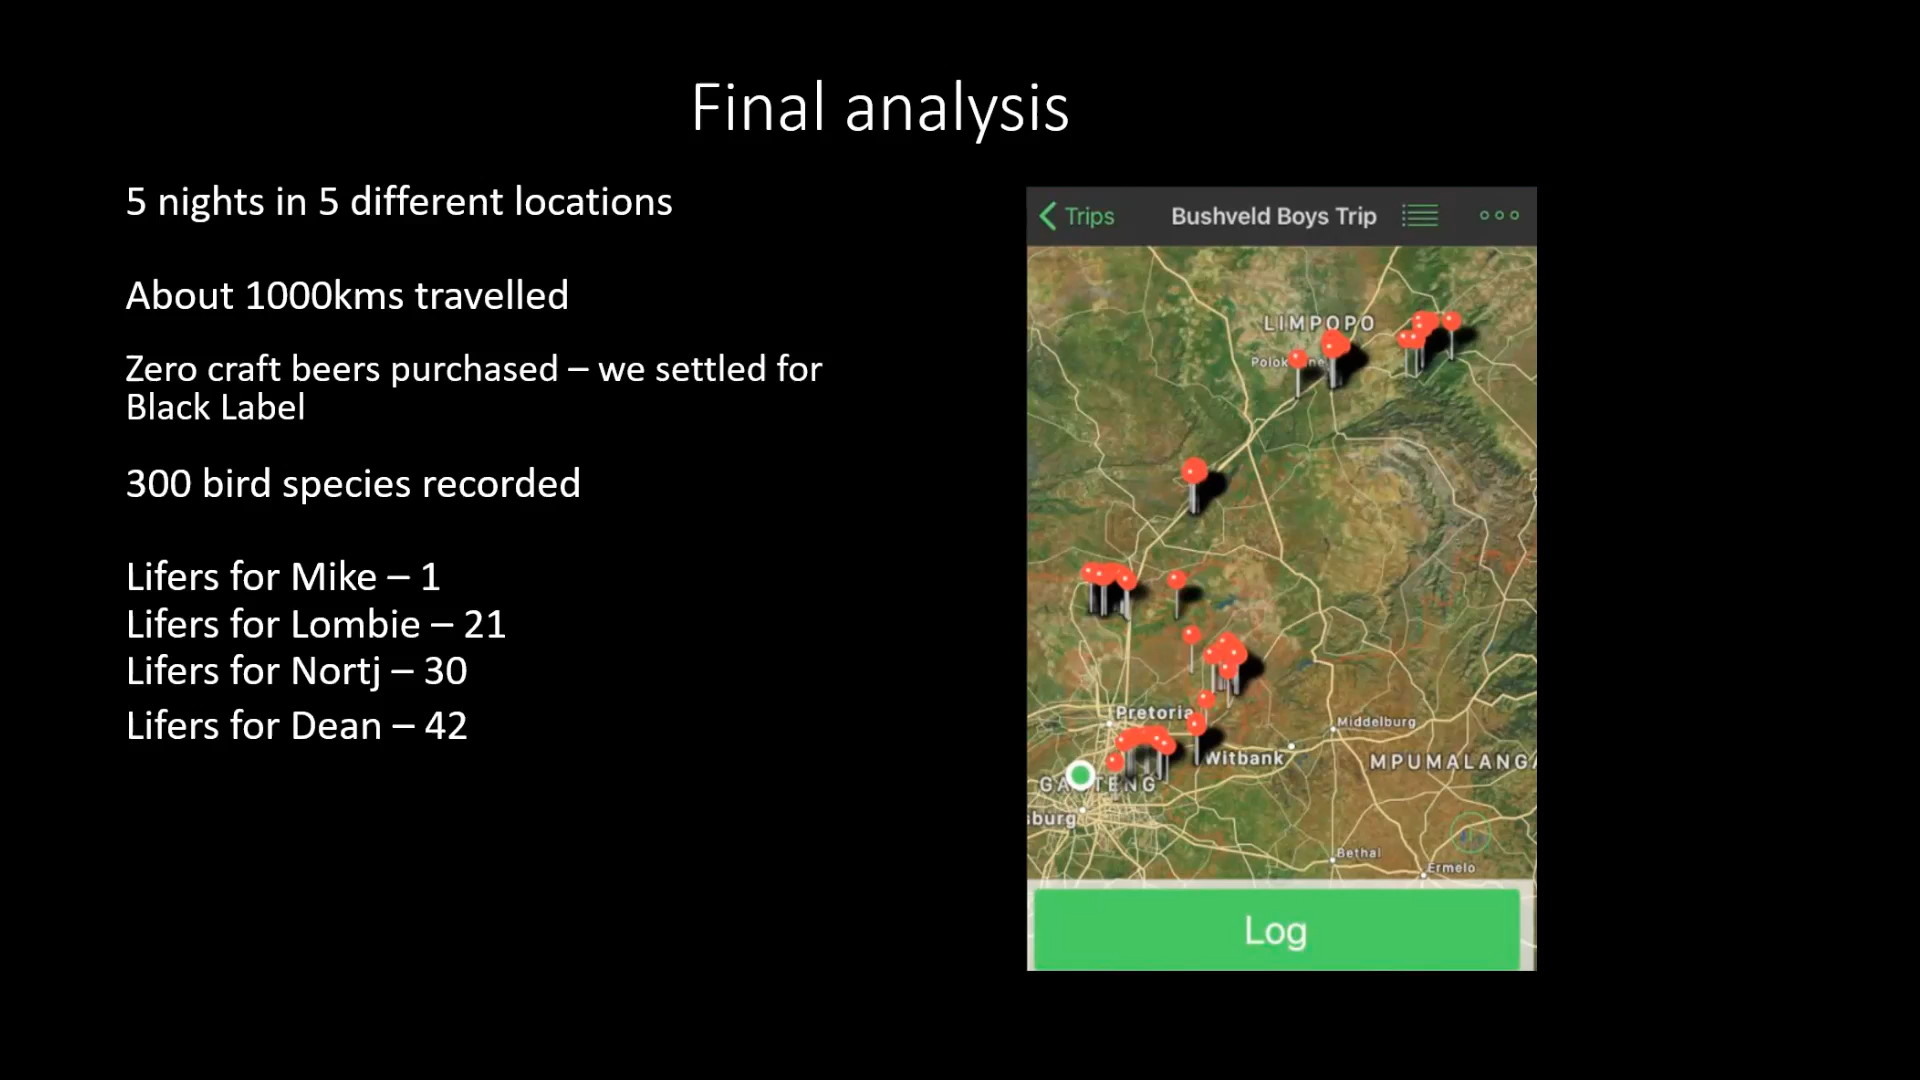 Final analysis
5 nights in 5 different locations
About 1000kms travelled
Zero craft beers purchased – we settled for
Black Label
300 bird species recorded
Lifers for Mike – 1
Lifers for Lombie – 21
Lifers for Nortj – 30
Lifers for Dean – 42
Trips
Bushveld Boys Trip
LIMPOPO
Pretoria
Middelburg
Witbank
MPUMALANGA
sburg
Bethal
Ermelo
Log